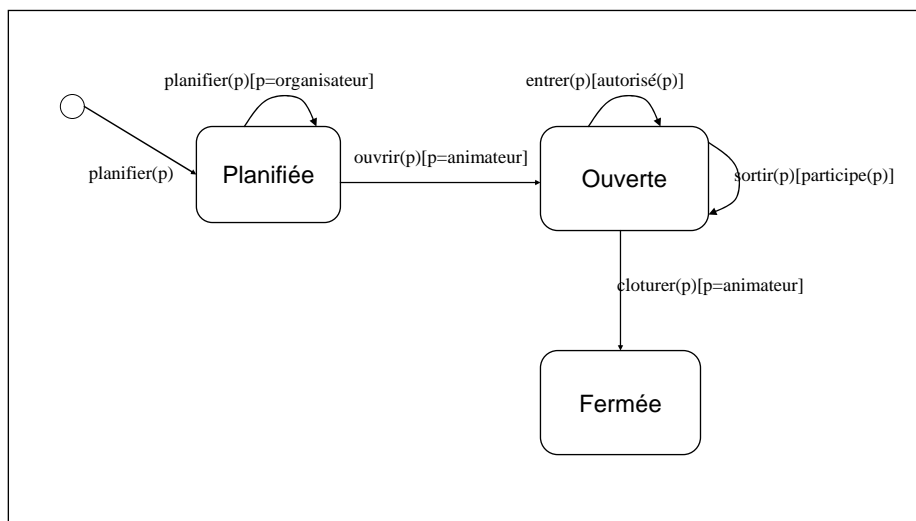 planifier(p)[p=organisateur]
entrer(p)[autorisé(p)]
planifier(p)
Planifiée
ouvrir(p)[p=animateur]
Ouverte
sortir(p)[participe(p)]
cloturer(p)[p=animateur]
Fermée